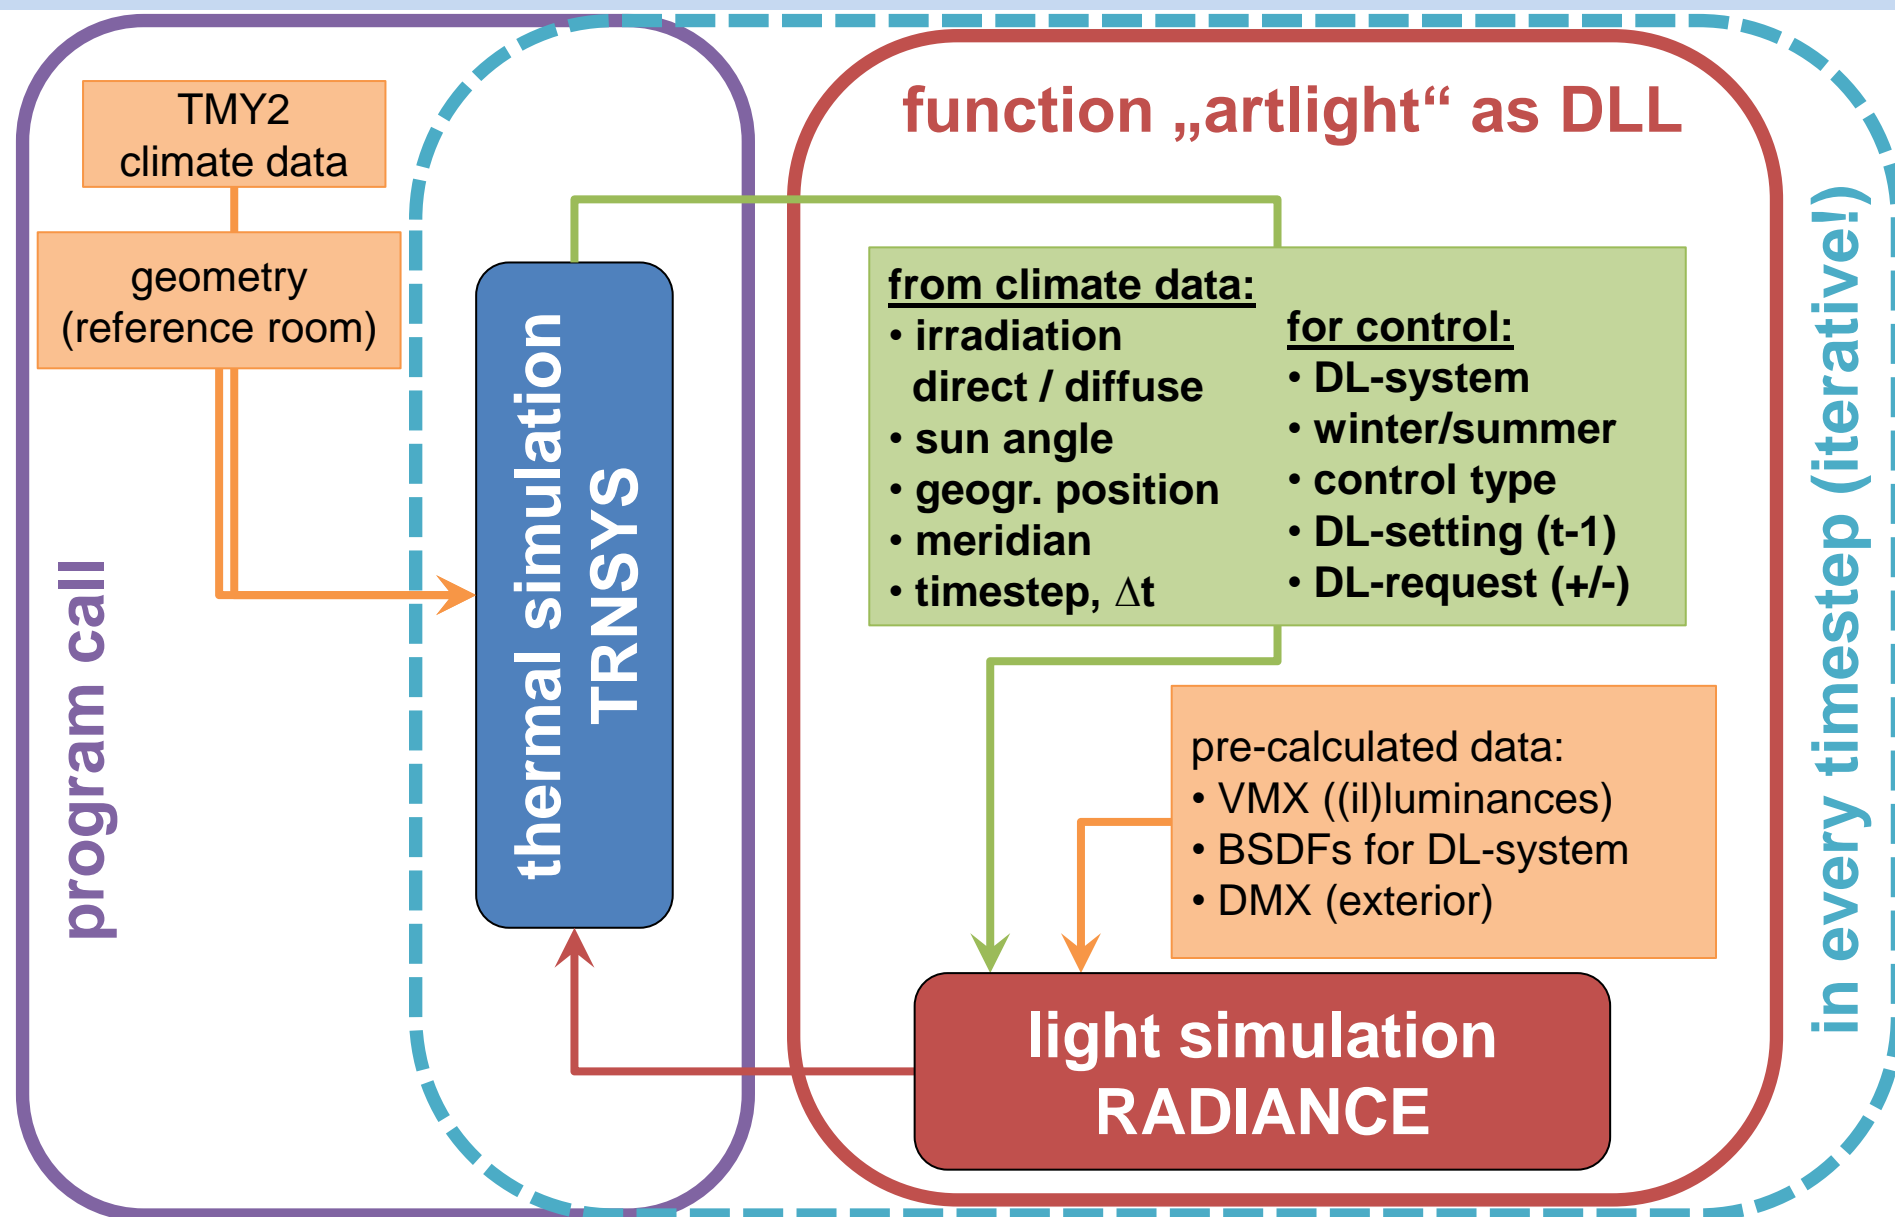 TMY2
climate data
geometry
(reference room)
program call
thermal simulation
TRNSYS
function „artlight“ as DLL
from climate data:
• irradiation
direct / diffuse
• sun angle
• geogr. position
• meridian
• timestep, Δt
for control:
• DL-system
• winter/summer
• control type
• DL-setting (t-1)
• DL-request (+/-)
pre-calculated data:
• VMX ((il)luminances)
• BSDFs for DL-system
• DMX (exterior)
light simulation
RADIANCE
in every timestep (iterative!)